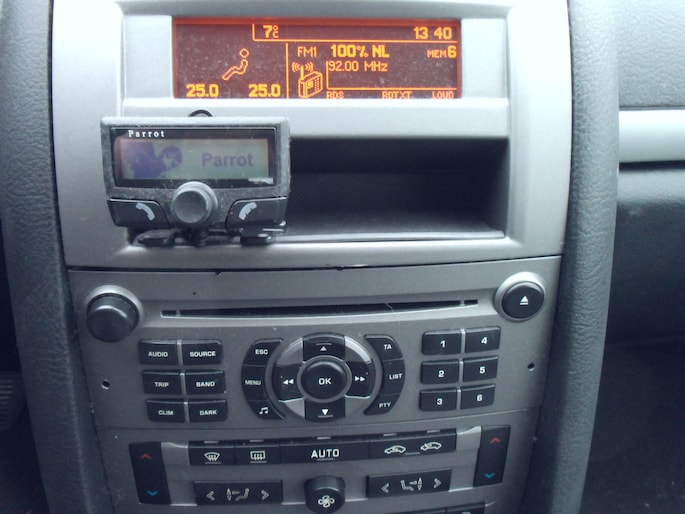 7°C 13 40
FM1 100% NL MEM 6
92.00 MHz
25.0 25.0 RDS RDTXT LOUD
Parrot
Parrot
AUDIO SOURCE ESC TA 1 4
TRIP BAND MENU OK LIST 2 5
CLIM DARK PTY 3 6
AUTO